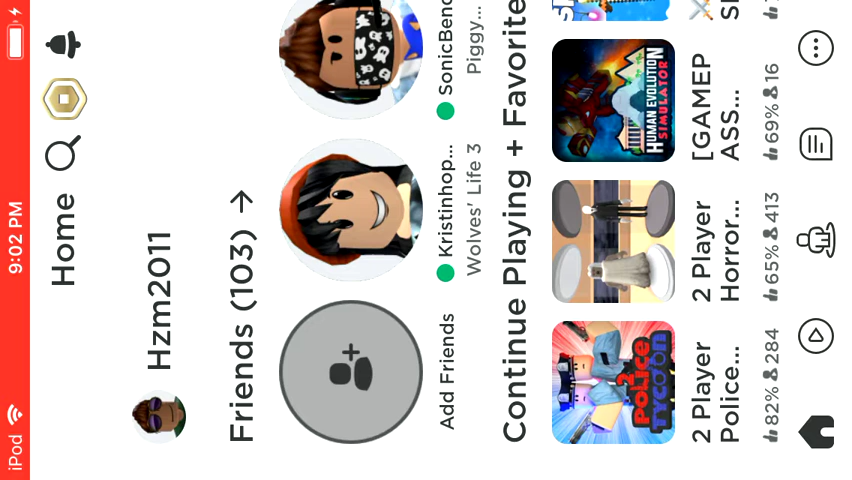 iPod 9:02 PM
Home
Hzm2011
Friends (103) →
Add Friends
Kristinhop...
Wolves' Life 3
SonicBend
Piggy...
Continue Playing + Favorite
2
POLICE
TYCOON
HUMAN EVOLUTION
SIMULATOR
2 Player
Police...
82% 284
2 Player
Horror...
65% 413
[GAMEP
ASS...
69% 16